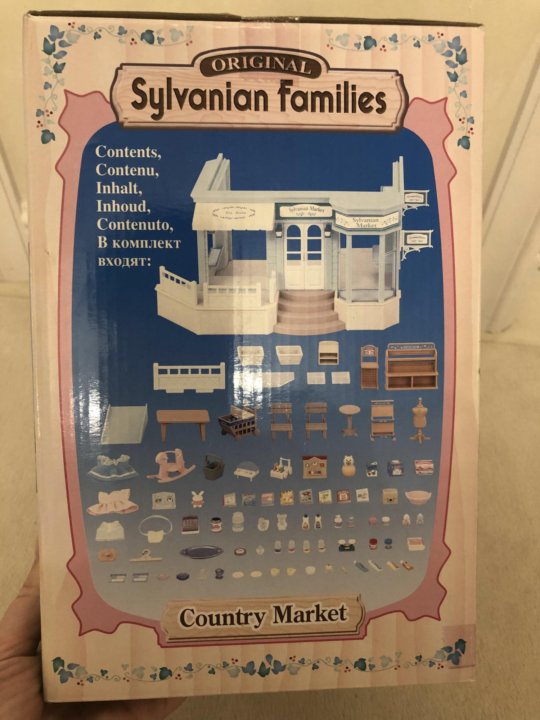 ORIGINAL
Sylvanian Families
Contents,
Contenu,
Inhalt,
Inhoud,
Contenuto,
В комплект
входят:
Sylvanian Market
Sylvanian
Market
Country Market